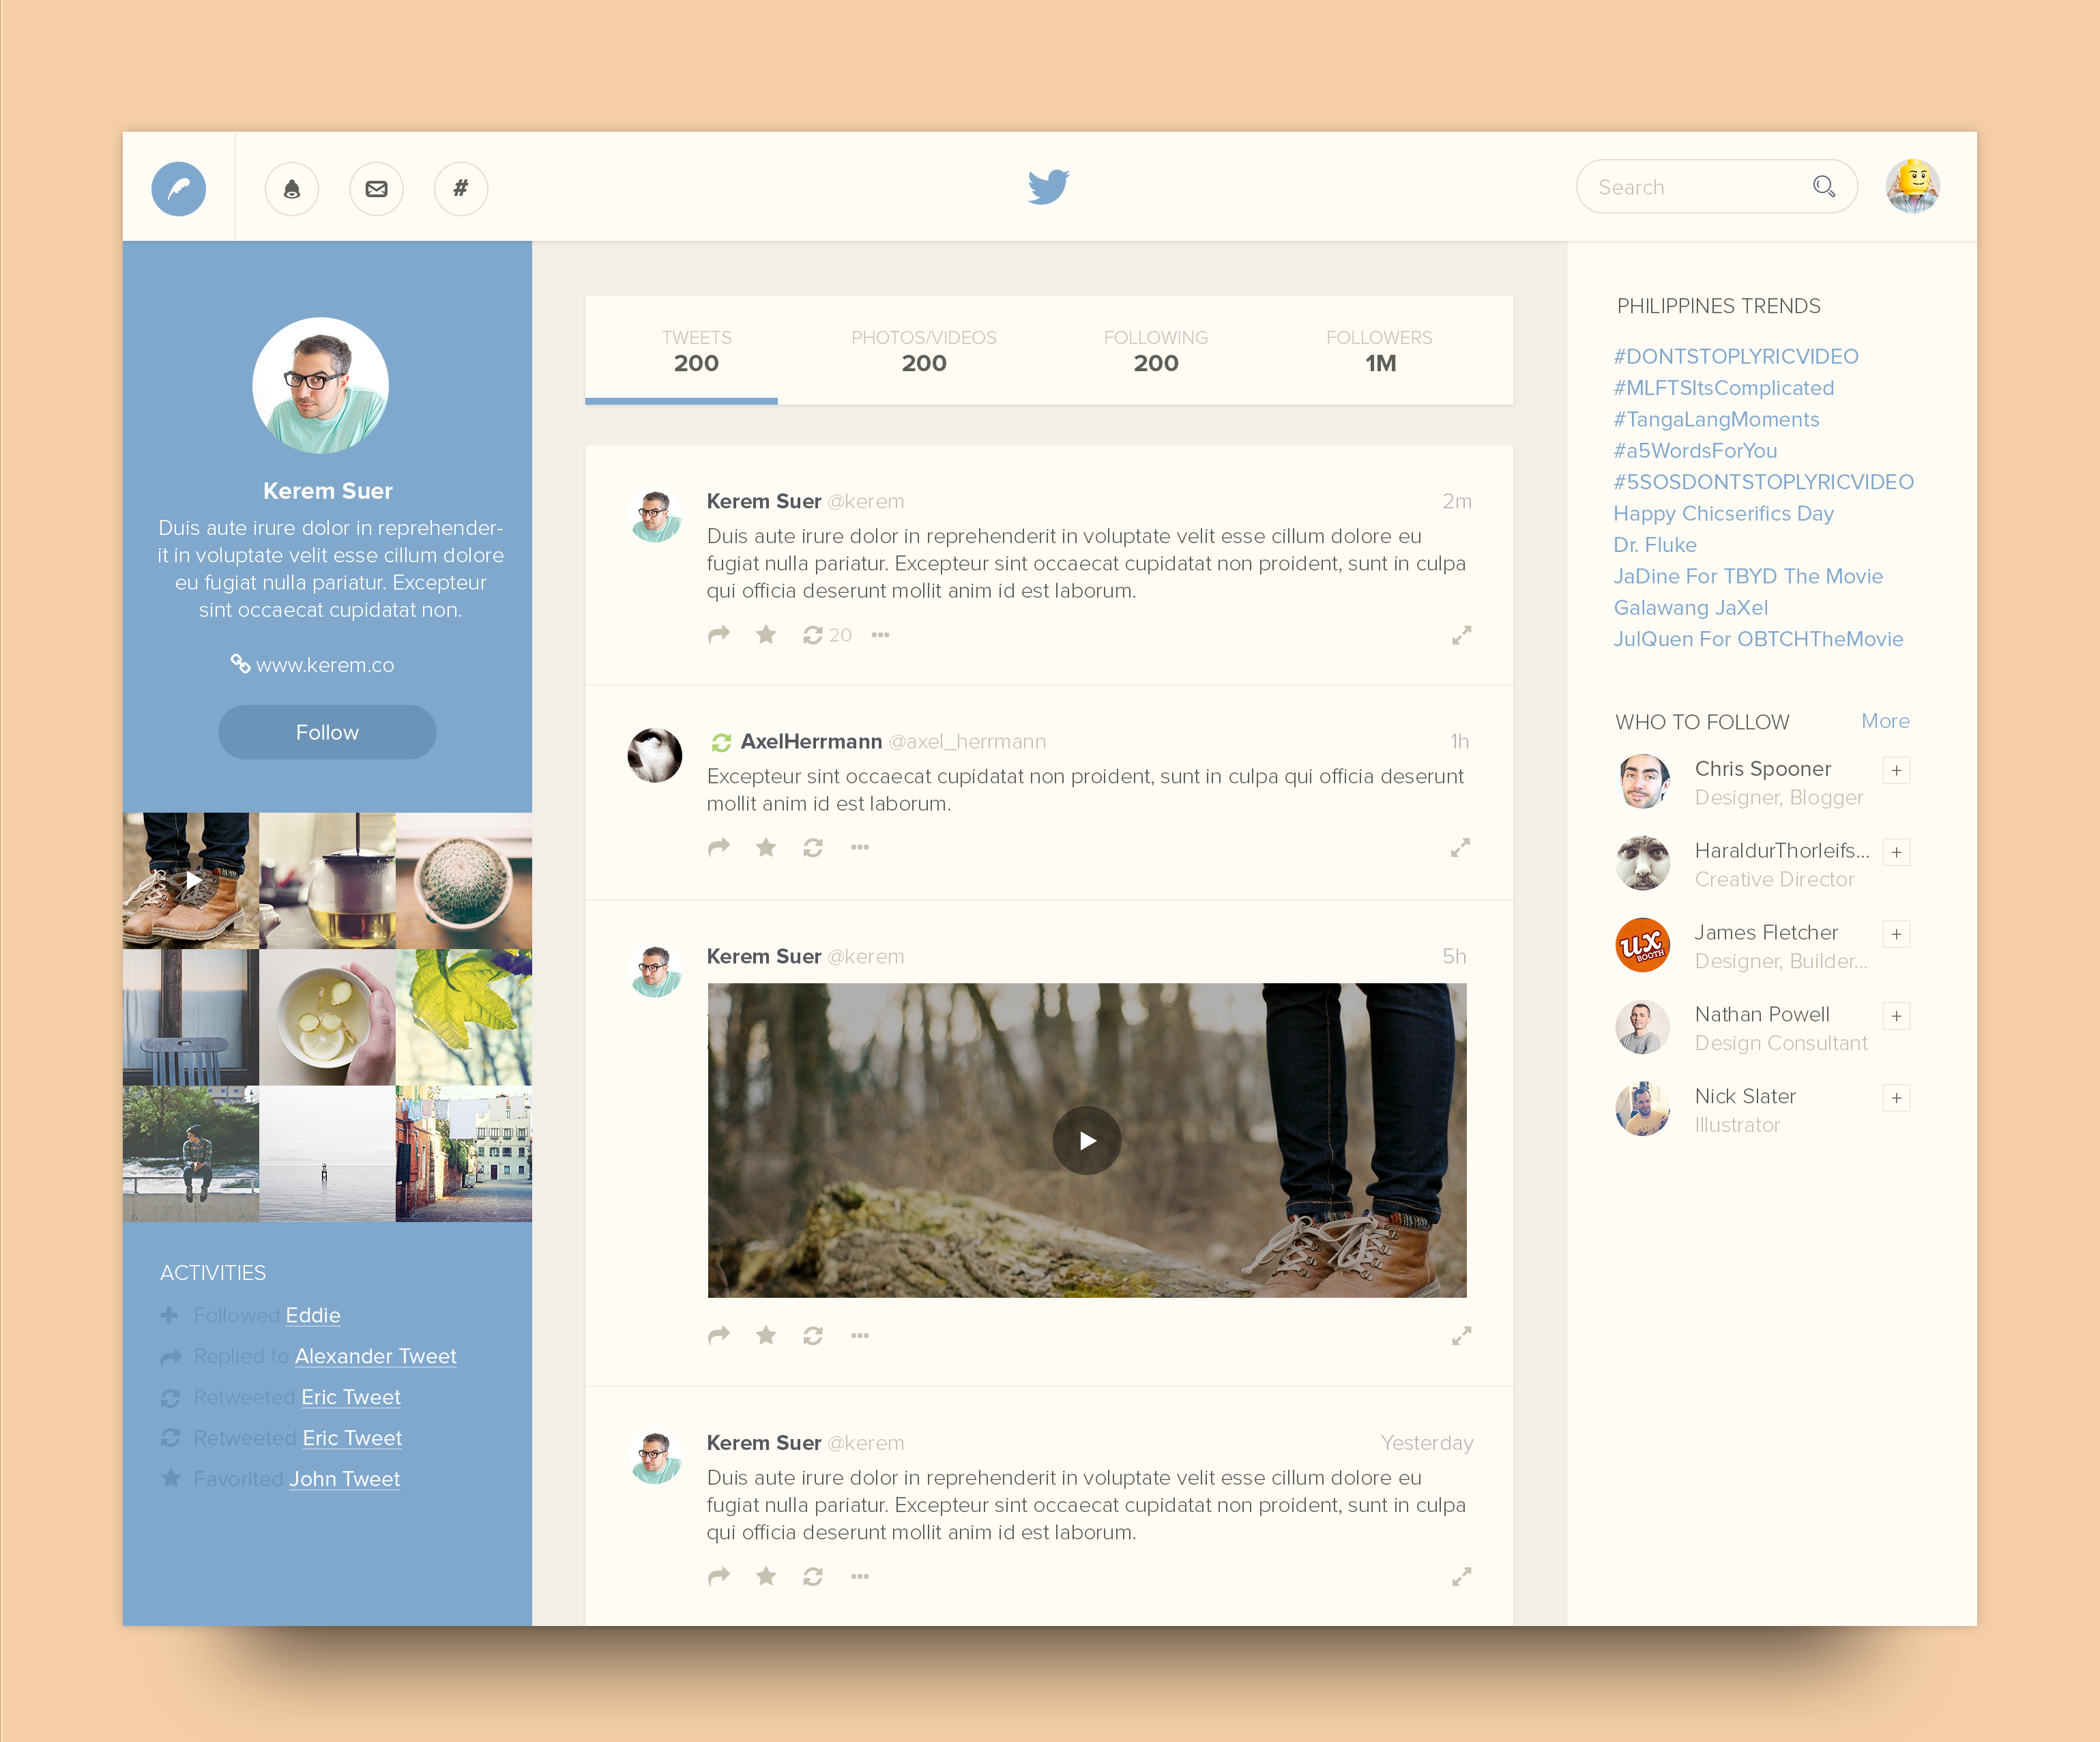 #
Search
Kerem Suer
Duis aute irure dolor in reprehender-
it in voluptate velit esse cillum dolore
eu fugiat nulla pariatur. Excepteur
sint occaecat cupidatat non.
www.kerem.co
Follow
ACTIVITIES
Followed Eddie
Replied to Alexander Tweet
Retweeted Eric Tweet
Retweeted Eric Tweet
Favorited John Tweet
TWEETS PHOTOS/VIDEOS FOLLOWING FOLLOWERS
200 200 200 1M
Kerem Suer @kerem 2m
Duis aute irure dolor in reprehenderit in voluptate velit esse cillum dolore eu
fugiat nulla pariatur. Excepteur sint occaecat cupidatat non proident, sunt in culpa
qui officia deserunt mollit anim id est laborum.
20
AxelHerrmann @axel_herrmann 1h
Excepteur sint occaecat cupidatat non proident, sunt in culpa qui officia deserunt
mollit anim id est laborum.
Kerem Suer @kerem 5h
Kerem Suer @kerem Yesterday
Duis aute irure dolor in reprehenderit in voluptate velit esse cillum dolore eu
fugiat nulla pariatur. Excepteur sint occaecat cupidatat non proident, sunt in culpa
qui officia deserunt mollit anim id est laborum.
PHILIPPINES TRENDS
#DONTSTOPLYRICVIDEO
#MLFTSItsComplicated
#TangaLangMoments
#a5WordsForYou
#5SOSDONTSTOPLYRICVIDEO
Happy Chicserifics Day
Dr. Fluke
JaDine For TBYD The Movie
Galawang JaXel
JulQuen For OBTCHTheMovie
WHO TO FOLLOW More
Chris Spooner
Designer, Blogger
HaraldurThorleifs...
Creative Director
ux
BOOTH
James Fletcher
Designer, Builder...
Nathan Powell
Design Consultant
Nick Slater
Illustrator